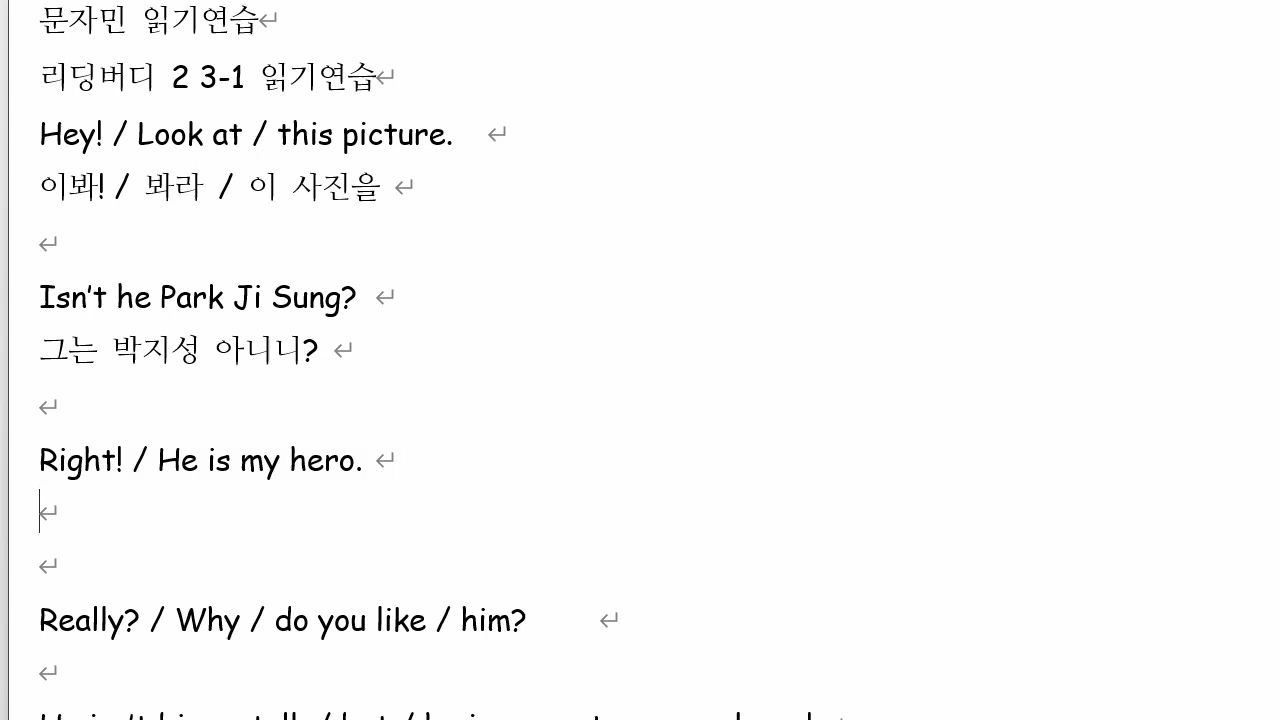 문자민 읽기연습
리딩버디 2 3-1 읽기연습
Hey! / Look at / this picture.
이봐! / 봐라 / 이 사진을
Isn't he Park Ji Sung?
그는 박지성 아니니?
Right! / He is my hero.
Really? / Why / do you like / him?